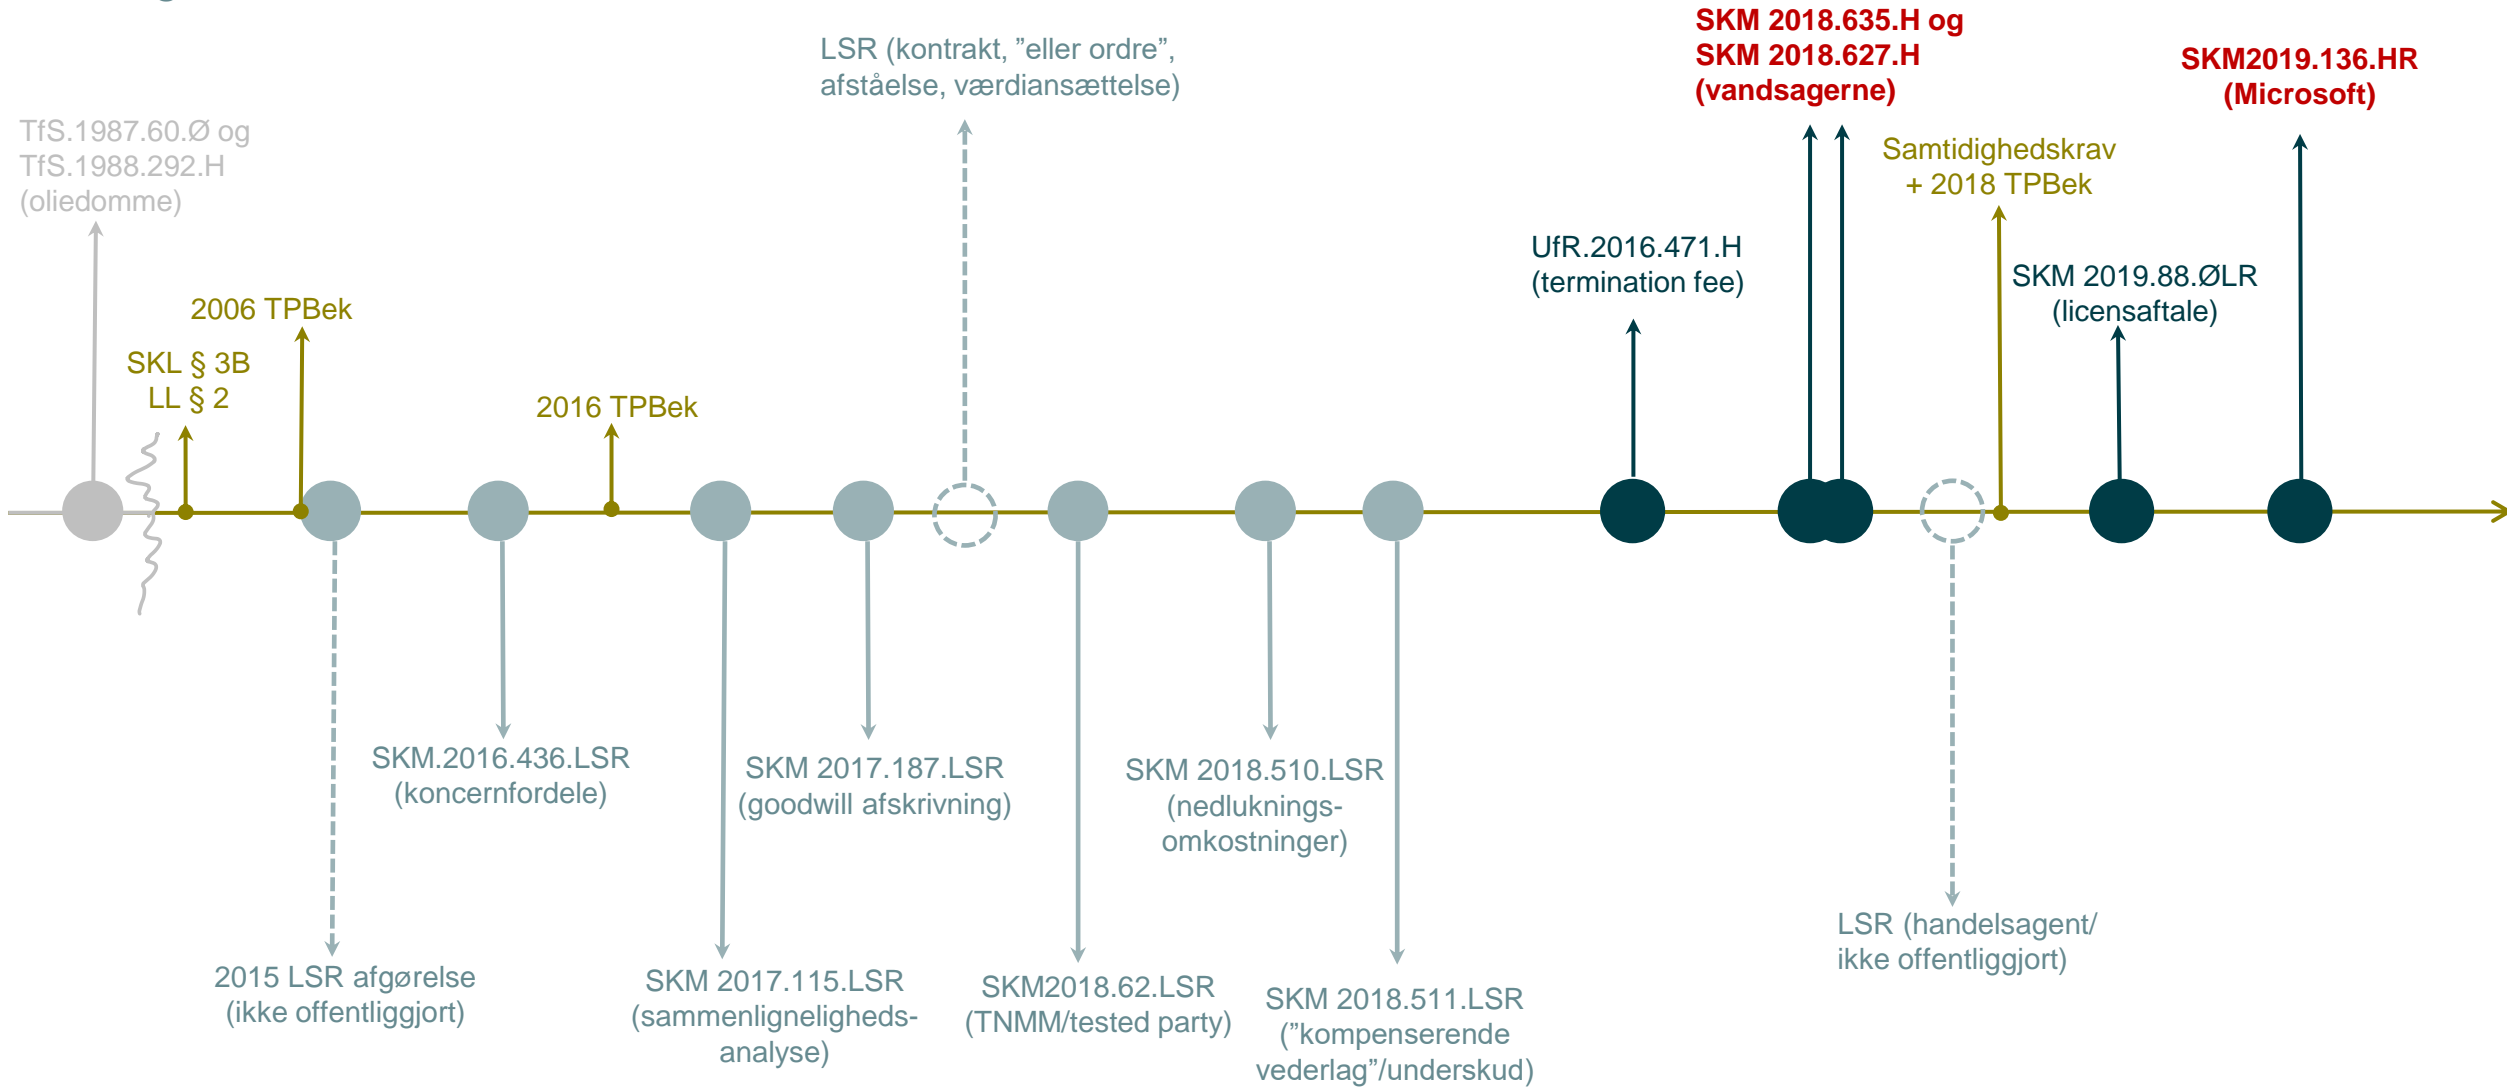 SKM 2018.635.H og
SKM 2018.627.H
(vandsagerne)
LSR (kontrakt, ”eller ordre”,
afståelse, værdiansættelse)
SKM2019.136.HR
(Microsoft)
TfS.1987.60.Ø og
TfS.1988.292.H
(oliedomme)
Samtidighedskrav
+ 2018 TPBek
UfR.2016.471.H
(termination fee)
SKM 2019.88.ØLR
(licensaftale)
2006 TPBek
SKL § 3B
LL § 2
2016 TPBek
SKM.2016.436.LSR
(koncernfordele)
SKM 2017.187.LSR
(goodwill afskrivning)
SKM 2018.510.LSR
(nedluknings-
omkostninger)
LSR (handelsagent/
ikke offentliggjort)
2015 LSR afgørelse
(ikke offentliggjort)
SKM 2017.115.LSR
(sammenligneligheds-
analyse)
SKM2018.62.LSR
(TNMM/tested party)
SKM 2018.511.LSR
(”kompenserende
vederlag”/underskud)